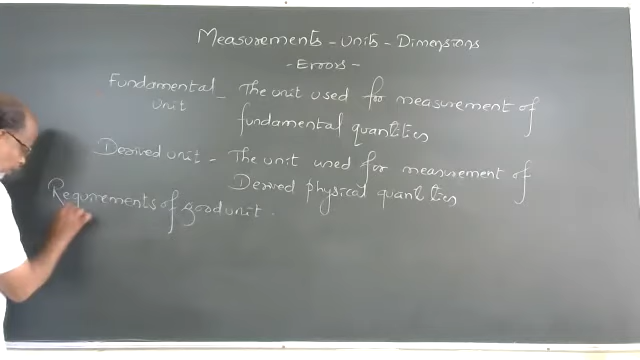 Measurements - Units - Dimensions
- Errors -
Fundamental unit - The unit used for measurement of
fundamental quantities
Derived unit - The unit used for measurement of
Derived physical quantities
Requirements of good unit.